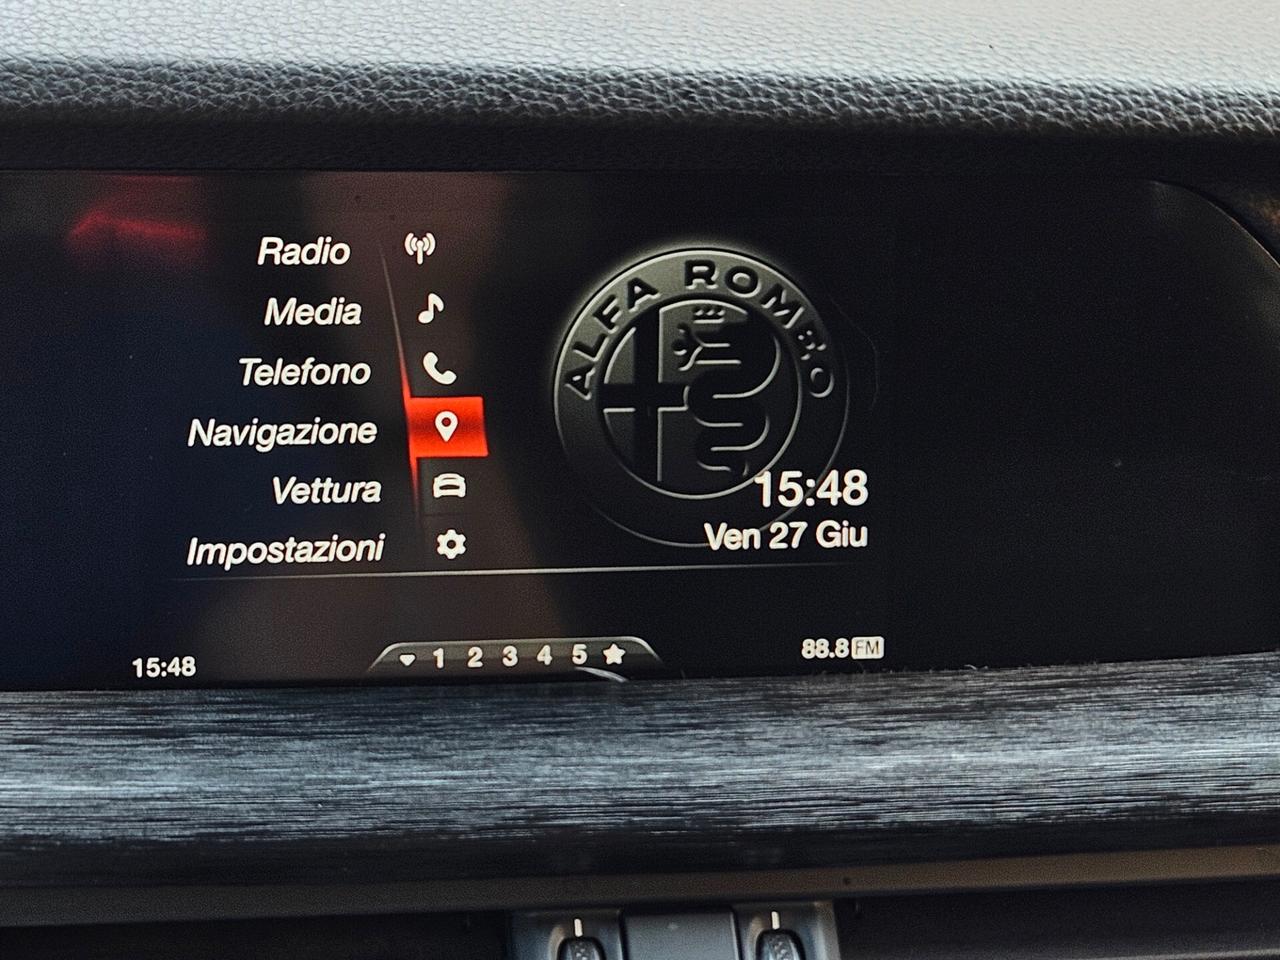 Radio
Media
Telefono
Navigazione
Vettura
Impostazioni
ALFA ROMEO
15:48
Ven 27 Giu
15:48
1 2 3 4 5
88.8 FM